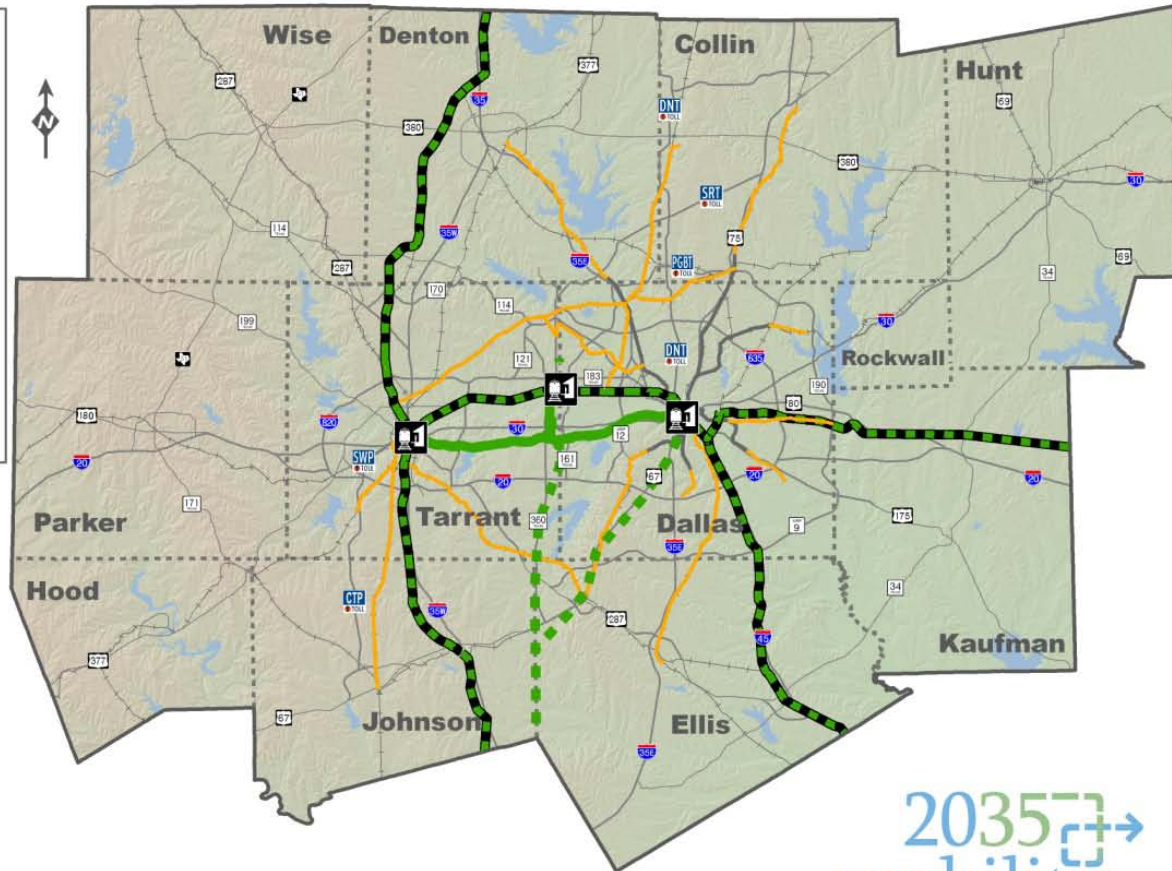 Wise
Denton
Collin
Hunt
N
377
69
287
DNT
TOLL
35
380
380
30
SRT
TOLL
114
35W
75
69
287
35E
PGBT
TOLL
34
170
114
199
30
DNT
TOLL
121
635
Rockwall
183
190
180
80
820
30
12
SWP
TOLL
161
20
67
20
20
20
171
Parker
Tarrant
360
Dallas
9
175
35E
Hood
CTP
TOLL
35W
287
34
45
Kaufman
377
67
Johnson
Ellis
35E
2035